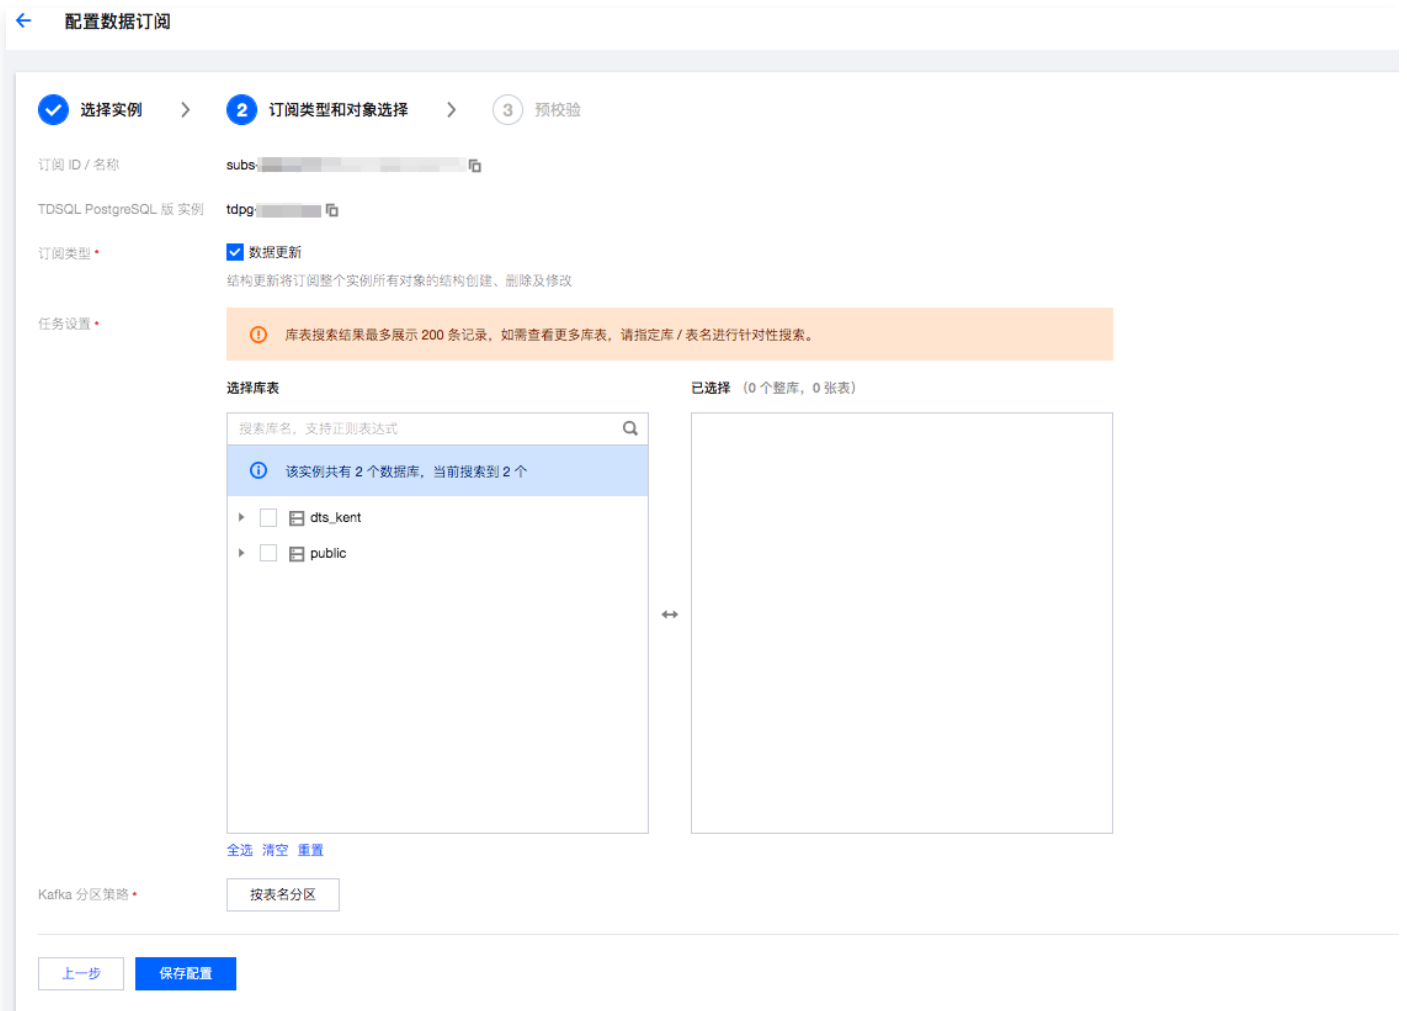 配置数据订阅
选择实例
2 订阅类型和对象选择
3 预校验
订阅 ID / 名称 subs-
TDSQL PostgreSQL 版 实例 tdpg-
订阅类型 * 数据更新
结构更新将订阅整个实例所有对象的结构创建、删除及修改
任务设置 *
库表搜索结果最多展示 200 条记录，如需查看更多库表，请指定库 / 表名进行针对性搜索。
选择库表
已选择 （0 个整库，0 张表）
搜索库名，支持正则表达式
该实例共有 2 个数据库，当前搜索到 2 个
dts_kent
public
全选 清空 重置
Kafka 分区策略 * 按表名分区
上一步 保存配置